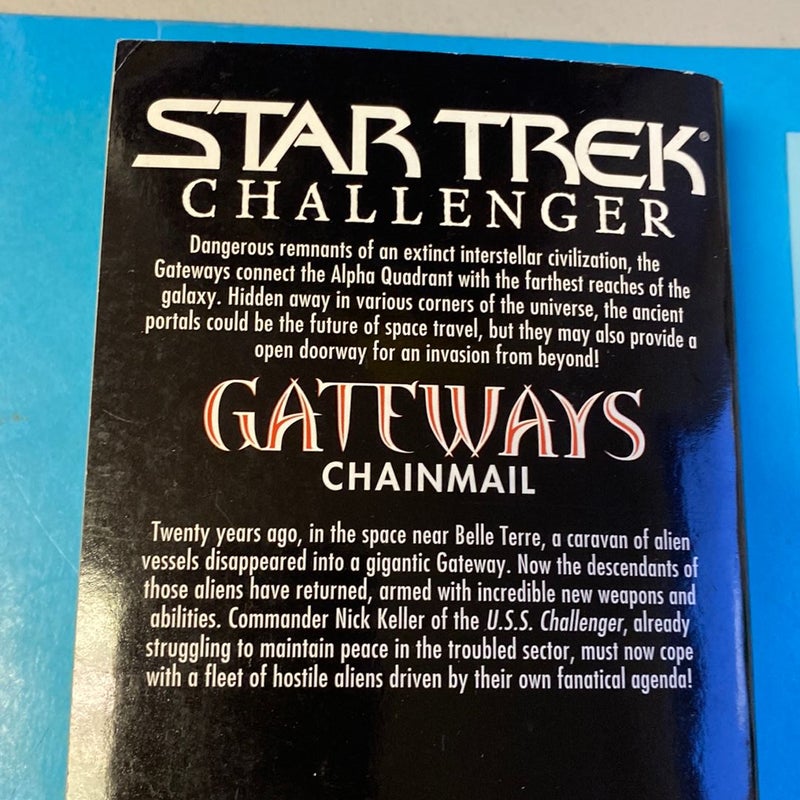 STAR TREK®
CHALLENGER
Dangerous remnants of an extinct interstellar civilization, the
Gateways connect the Alpha Quadrant with the farthest reaches of the
galaxy. Hidden away in various corners of the universe, the ancient
portals could be the future of space travel, but they may also provide a
open doorway for an invasion from beyond!
GATEWAYS
CHAINMAIL
Twenty years ago, in the space near Belle Terre, a caravan of alien
vessels disappeared into a gigantic Gateway. Now the descendants of
those aliens have returned, armed with incredible new weapons and
abilities. Commander Nick Keller of the U.S.S. Challenger, already
struggling to maintain peace in the troubled sector, must now cope
with a fleet of hostile aliens driven by their own fanatical agenda!